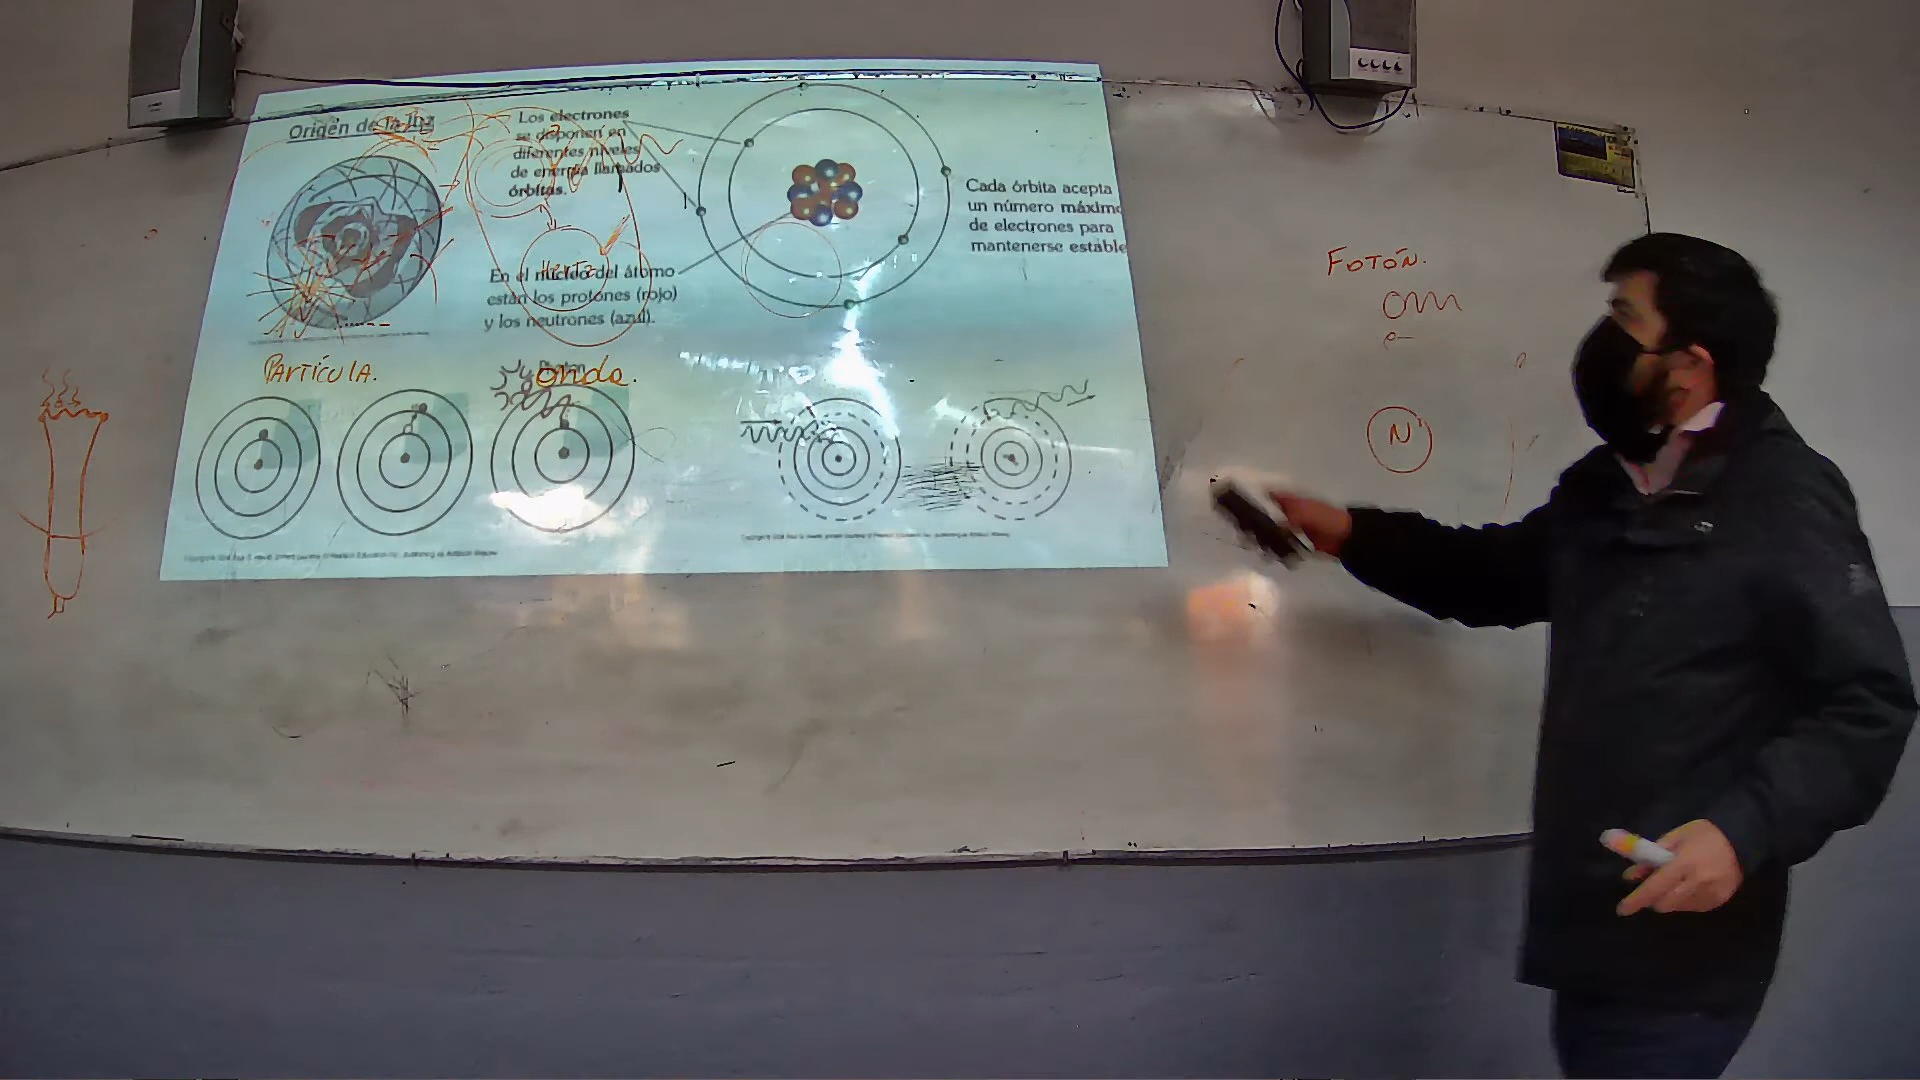 Origen de la luz
Los electrones
se disponen en
diferentes niveles
de energía llamados
órbitas.
Cada órbita acepta
un número máximo
de electrones para
mantenerse estable
En el núcleo del átomo
están los protones (rojo)
y los neutrones (azul).
PARTÍCULA.
onda.
FOTÓN.
e-
N